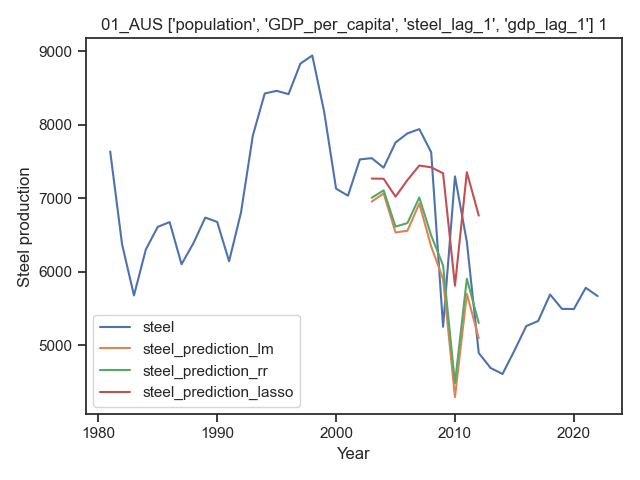 01_AUS ['population', 'GDP_per_capita', 'steel_lag_1', 'gdp_lag_1'] 1
9000
8000
7000
6000
5000
Steel production
steel
steel_prediction_lm
steel_prediction_rr
steel_prediction_lasso
1980
1990
2000
2010
2020
Year